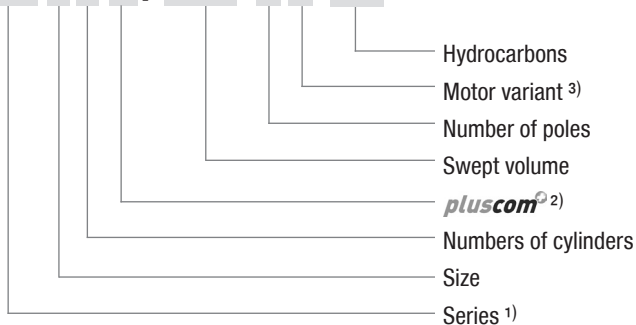 Hydrocarbons
Motor variant 3)
Number of poles
Swept volume
pluscom 2)
Numbers of cylinders
Size
Series 1)